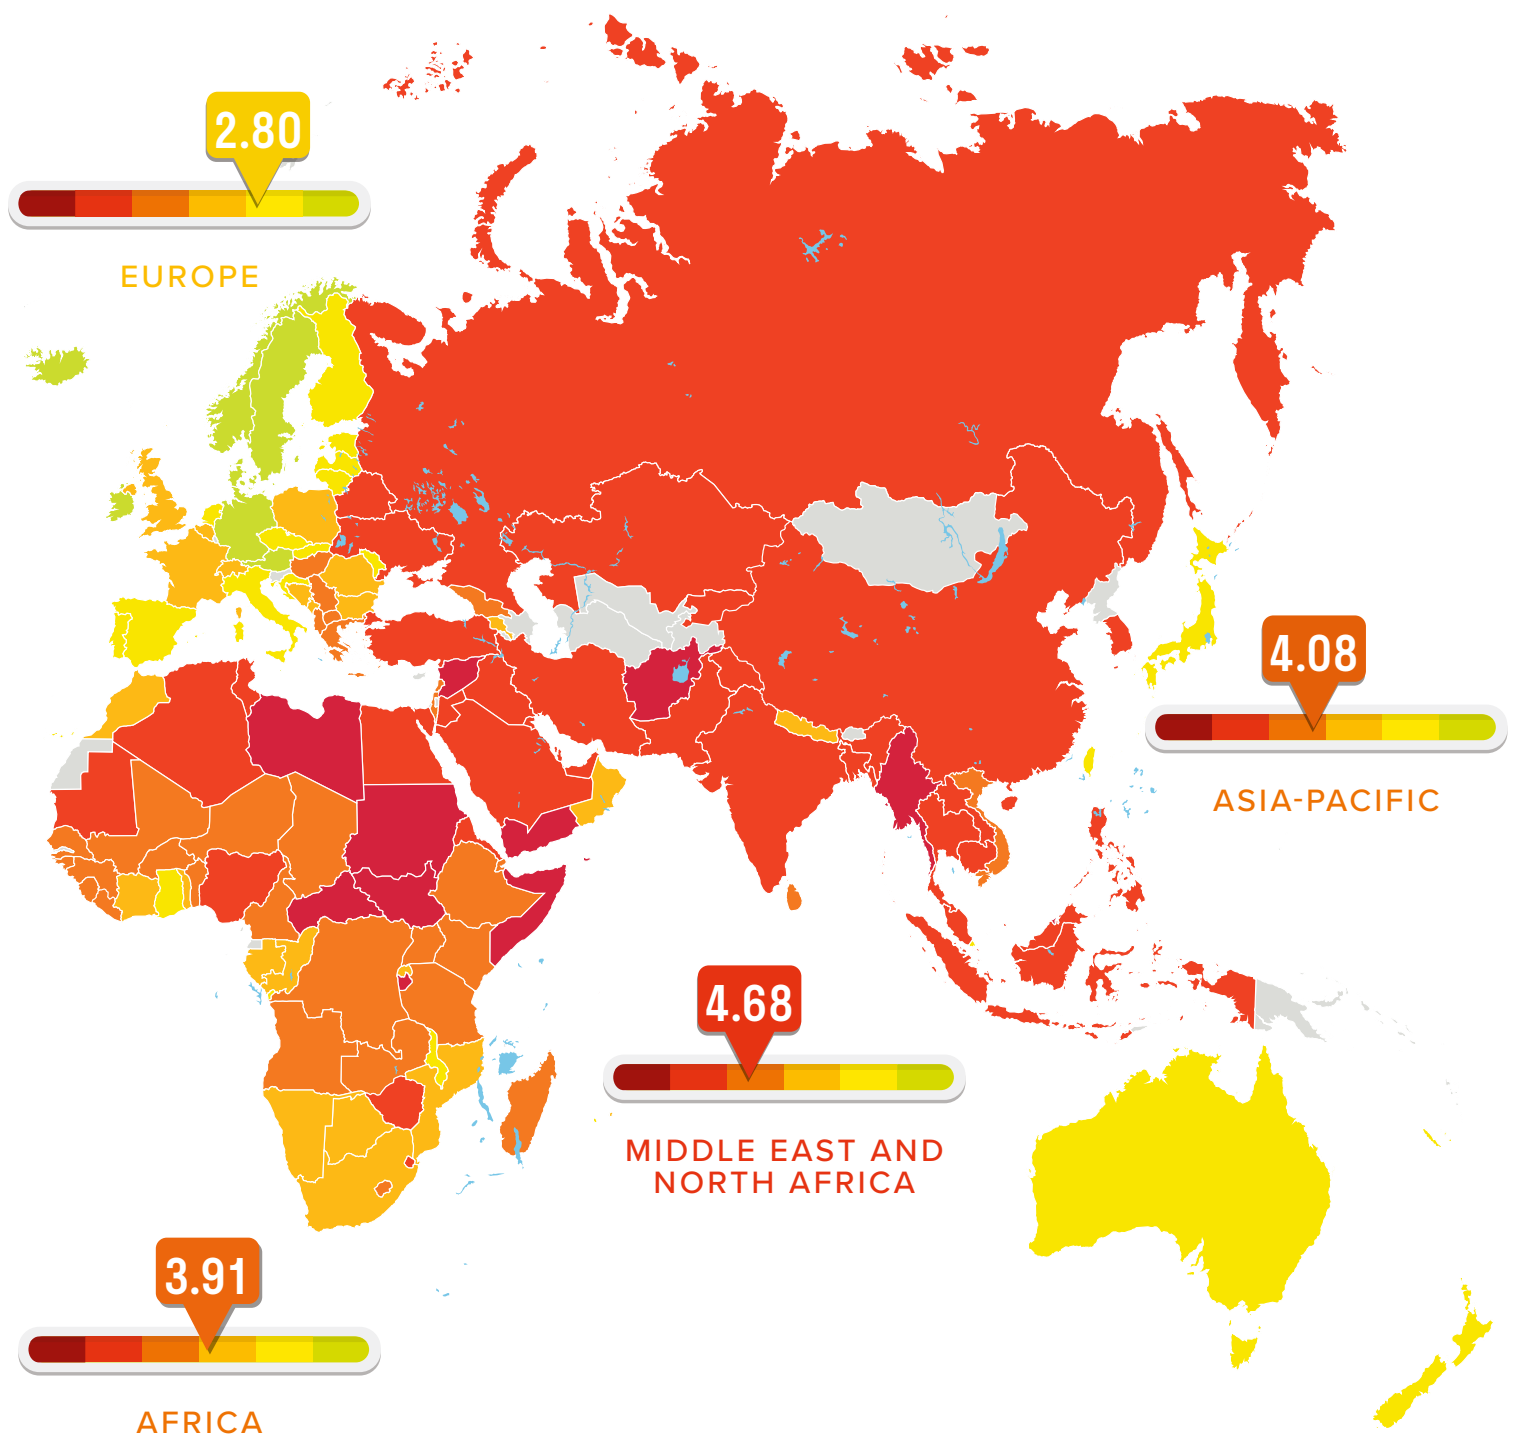 2.80
EUROPE
4.08
ASIA-PACIFIC
4.68
MIDDLE EAST AND
NORTH AFRICA
3.91
AFRICA